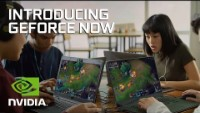 INTRODUCING
GEFORCE NOW
NVIDIA